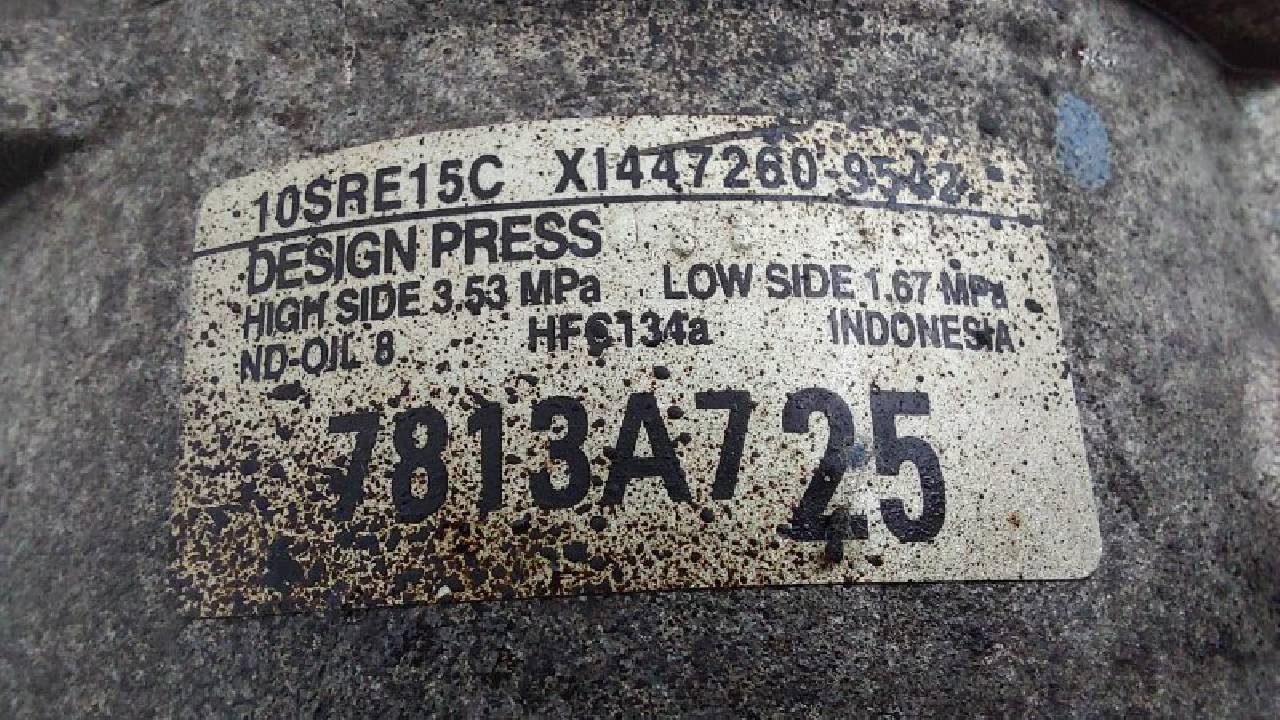 10SRE15C XI447260-9542
DESIGN PRESS
HIGH SIDE 3.53 MPa LOW SIDE 1.67 MPa
ND-OIL 8 HFC134a INDONESIA
7813A725